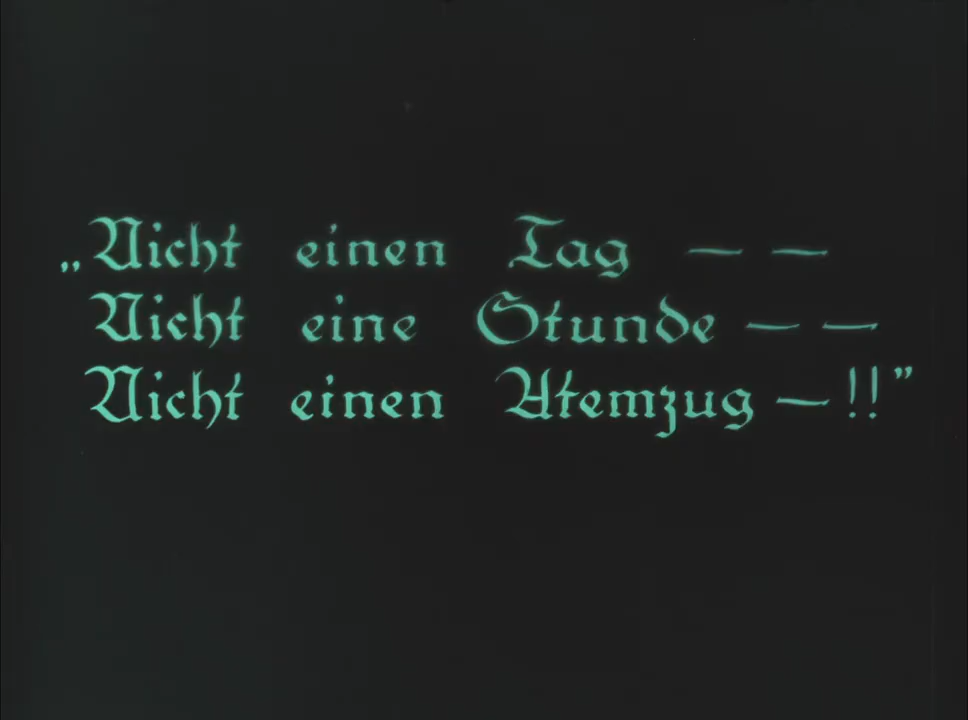 „Nicht einen Tag — —
Nicht eine Stunde — —
Nicht einen Atemzug — !!”